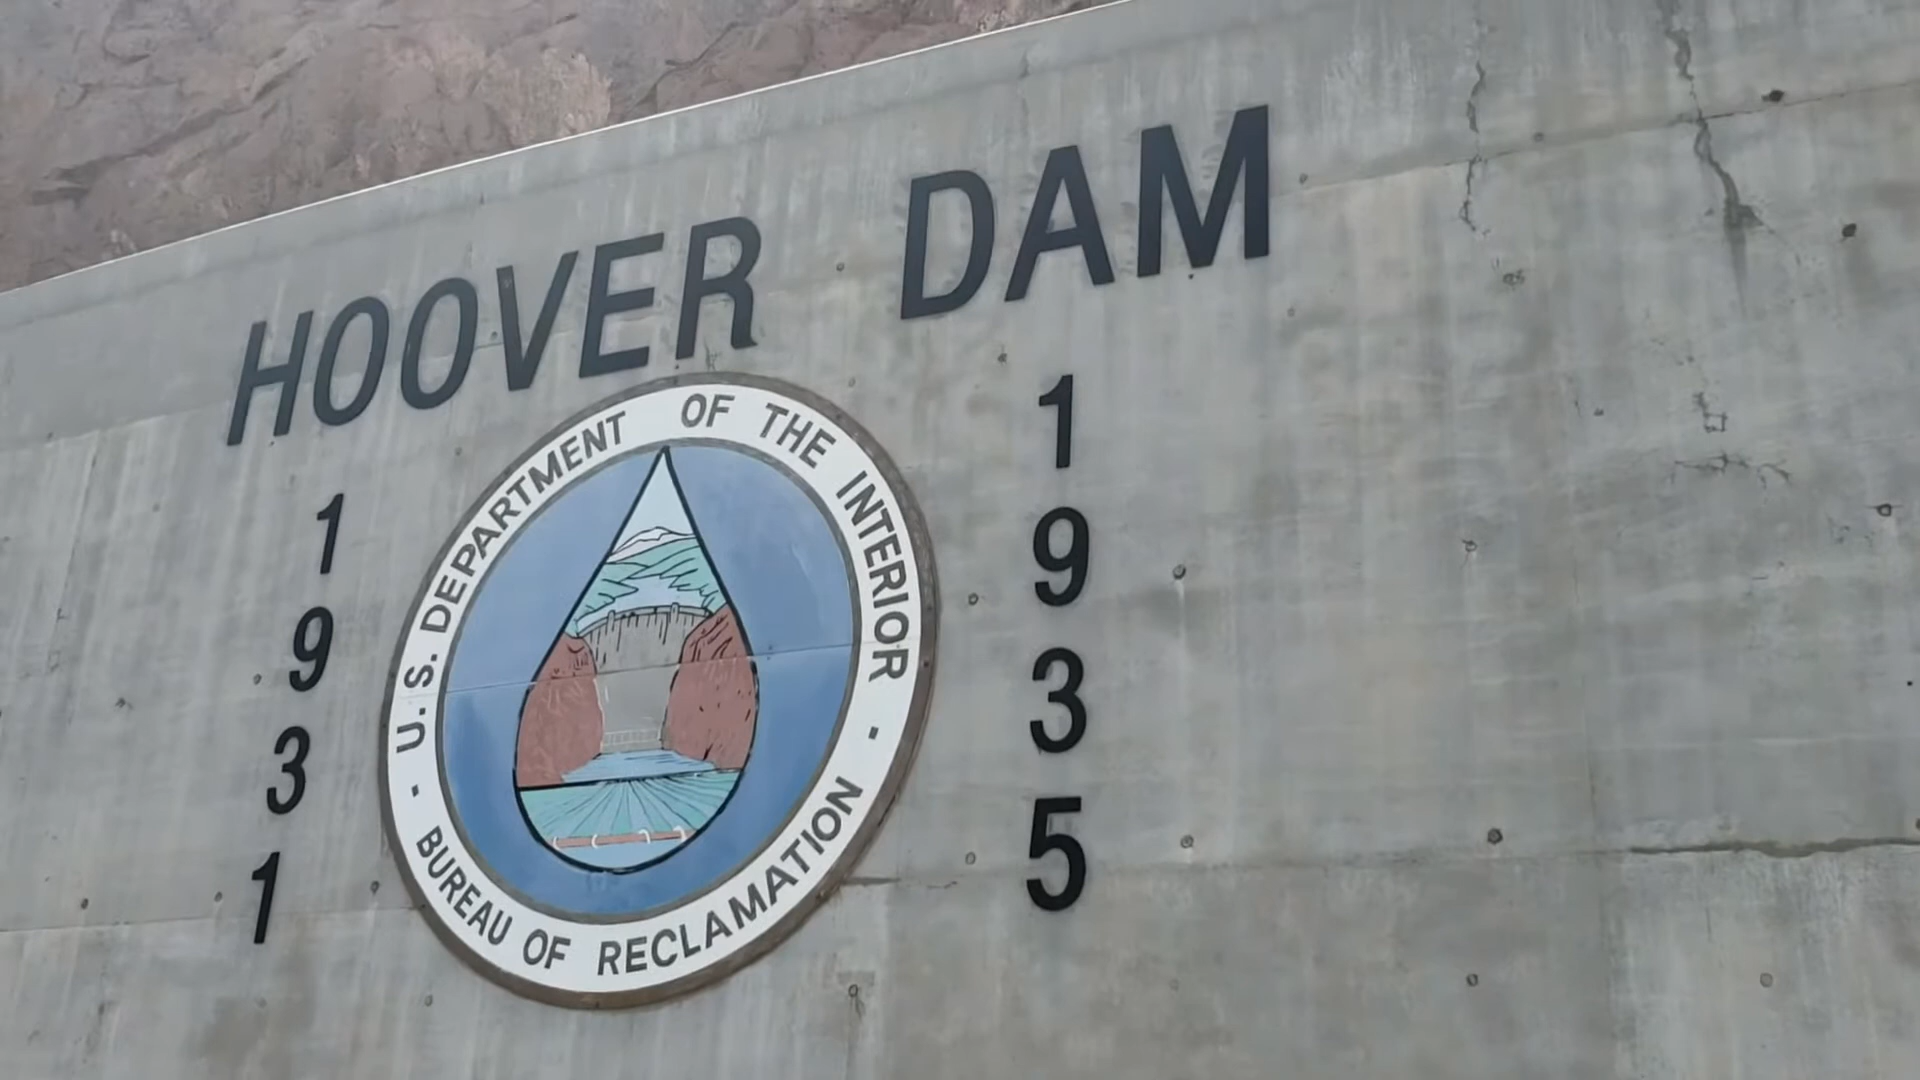 HOOVER DAM
1931
1935
U.S. DEPARTMENT OF THE INTERIOR
· BUREAU OF RECLAMATION ·